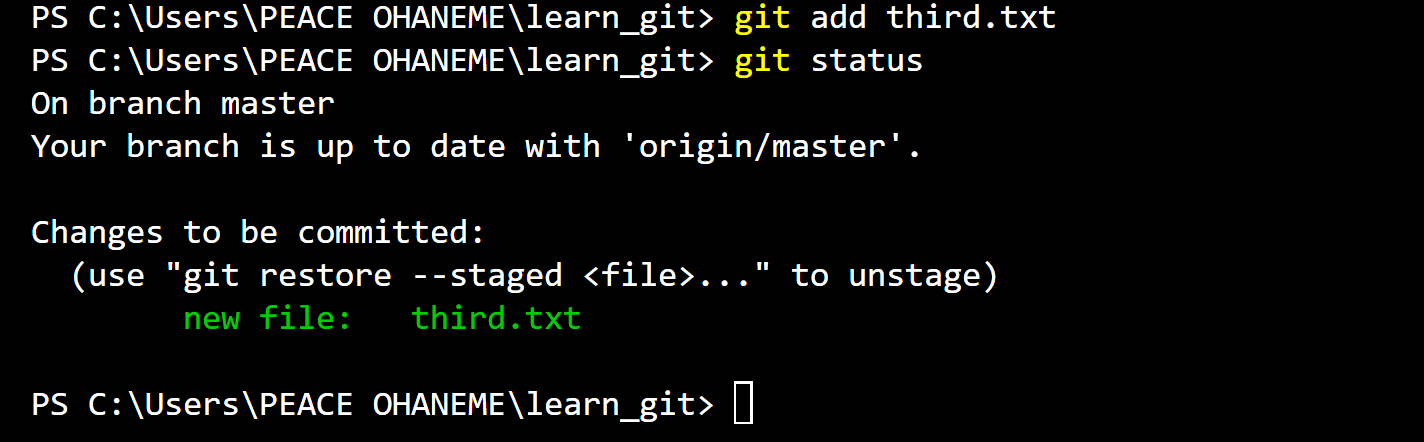 PS C:\Users\PEACE OHANEME\learn_git> git add third.txt
PS C:\Users\PEACE OHANEME\learn_git> git status
On branch master
Your branch is up to date with 'origin/master'.
Changes to be committed:
  (use "git restore --staged <file>..." to unstage)
        new file:   third.txt
PS C:\Users\PEACE OHANEME\learn_git>